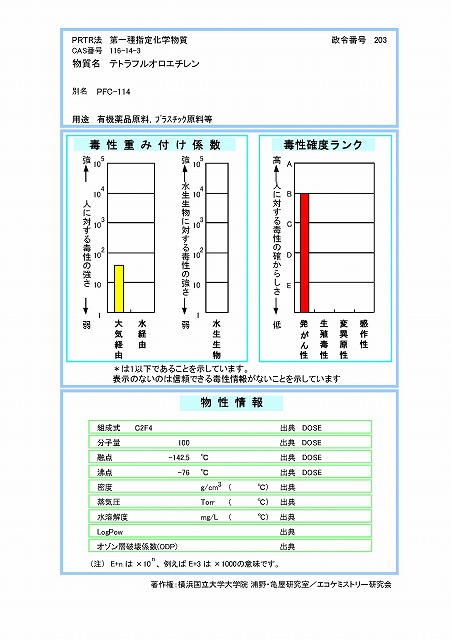 PRTR法 第一種指定化学物質 政令番号 203
CAS番号 116-14-3
物質名 テトラフルオロエチレン
別名 PFC-114
用途 有機薬品原料，プラスチック原料等
毒性重み付け係数
強 10^5 10^4 10^3 10^2 10 1 弱
人に対する毒性の強さ
大気経由 水経由
強 10^5 10^4 10^3 10^2 10 1 弱
水生生物に対する毒性の強さ
水生生物
毒性確度ランク
高 A B C D E 低
人に対する毒性の確からしさ
発がん性 生殖毒性 変異原性 感作性
＊は1以下であることを示しています。
表示のないのは信頼できる毒性情報がないことを示しています
物性情報
組成式 C2F4 出典 DOSE
分子量 100 出典 DOSE
融点 -142.5 ℃ 出典 DOSE
沸点 -76 ℃ 出典 DOSE
密度 g/cm3 ( ℃) 出典
蒸気圧 Torr ( ℃) 出典
水溶解度 mg/L ( ℃) 出典
LogPow 出典
オゾン層破壊係数(ODP) 出典
（注） E+n は ×10^n、例えば E+3 は ×1000の意味です。
著作権：横浜国立大学大学院 浦野・亀屋研究室／エコケミストリー研究会